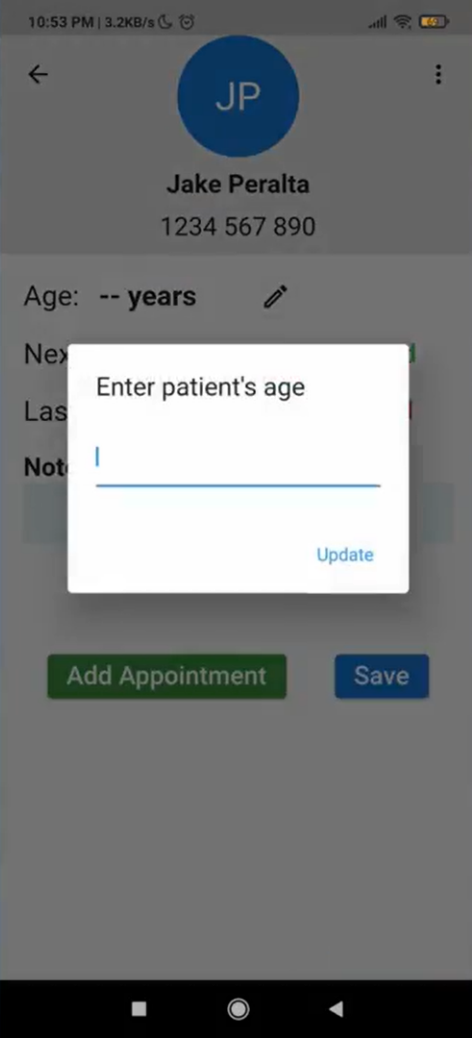 10:53 PM | 3.2KB/s
JP
Jake Peralta
1234 567 890
Age: -- years
Nex
Las
Not
Enter patient's age
Update
Add Appointment
Save